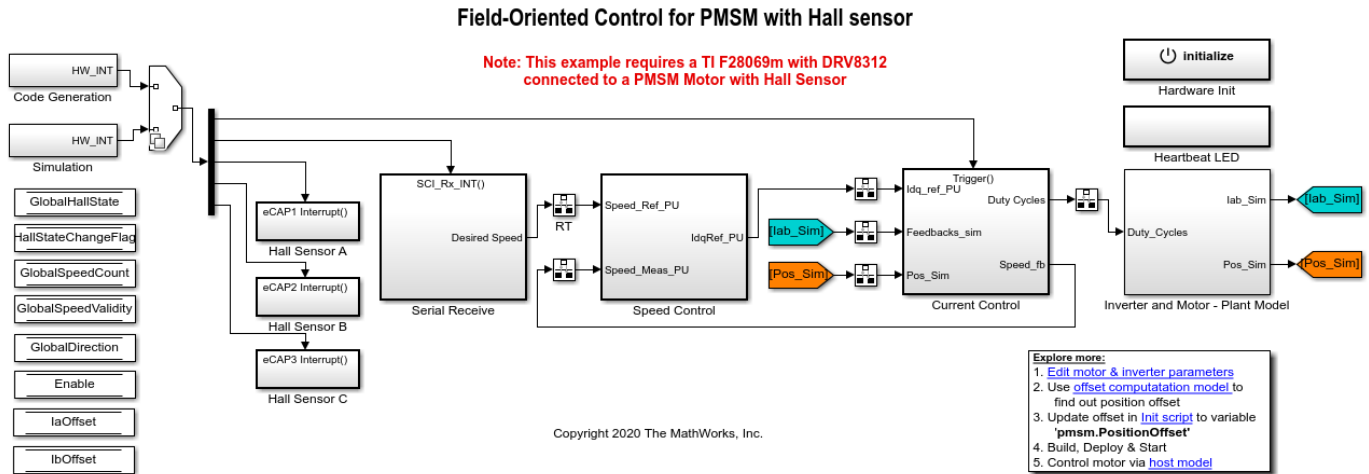 Field-Oriented Control for PMSM with Hall sensor
Note: This example requires a TI F28069m with DRV8312
connected to a PMSM Motor with Hall Sensor
HW_INT
Code Generation
HW_INT
Simulation
GlobalHallState
HallStateChangeFlag
GlobalSpeedCount
GlobalSpeedValidity
GlobalDirection
Enable
IaOffset
IbOffset
eCAP1 Interrupt()
Hall Sensor A
eCAP2 Interrupt()
Hall Sensor B
eCAP3 Interrupt()
Hall Sensor C
SCI_Rx_INT()
Desired Speed
Serial Receive
RT
Speed_Ref_PU
IdqRef_PU
Speed_Meas_PU
Speed Control
[Iab_Sim]
[Pos_Sim]
Trigger()
Idq_ref_PU
Duty Cycles
Feedbacks_sim
Speed_fb
Pos_Sim
Current Control
initialize
Hardware Init
Heartbeat LED
Iab_Sim
Duty_Cycles
Pos_Sim
Inverter and Motor - Plant Model
[Iab_Sim]
[Pos_Sim]
Explore more:
1. Edit motor & inverter parameters
2. Use offset computatation model to
find out position offset
3. Update offset in Init script to variable
'pmsm.PositionOffset'
4. Build, Deploy & Start
5. Control motor via host model
Copyright 2020 The MathWorks, Inc.